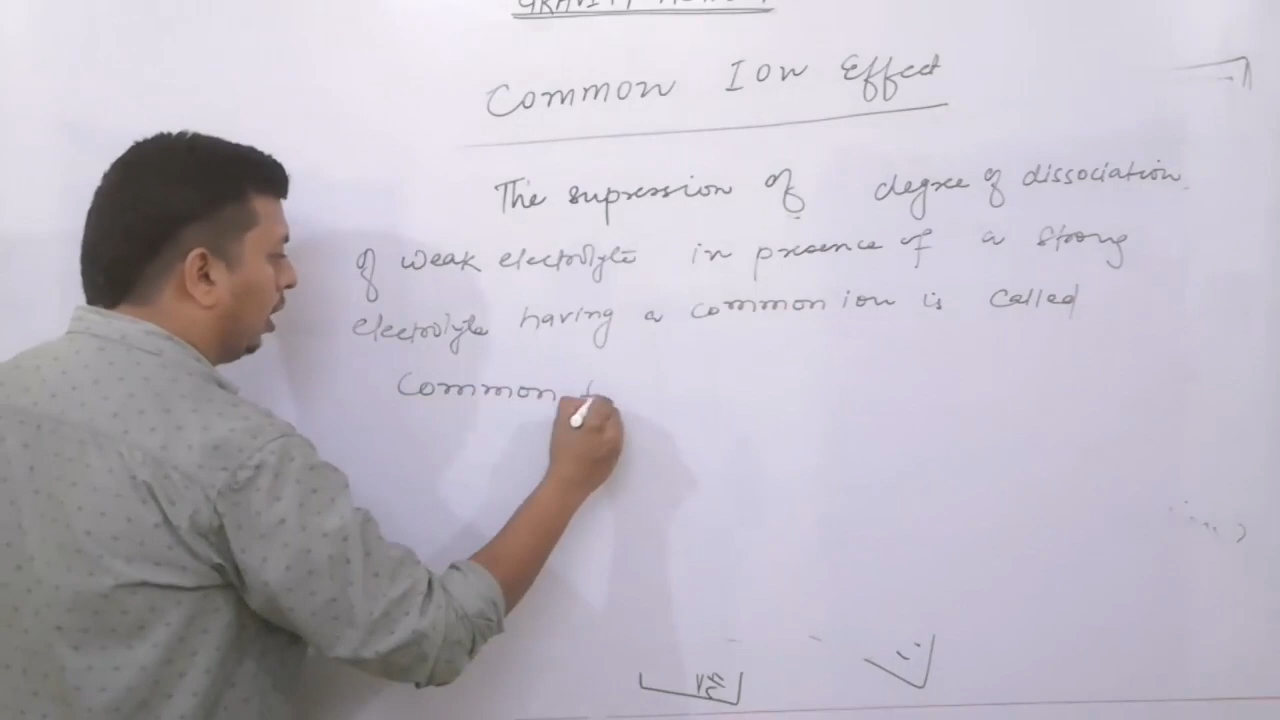 Common Ion Effect
The supression of degree of dissociation
of weak electrolyte in presence of a strong
electrolyte having a common ion is called
Common